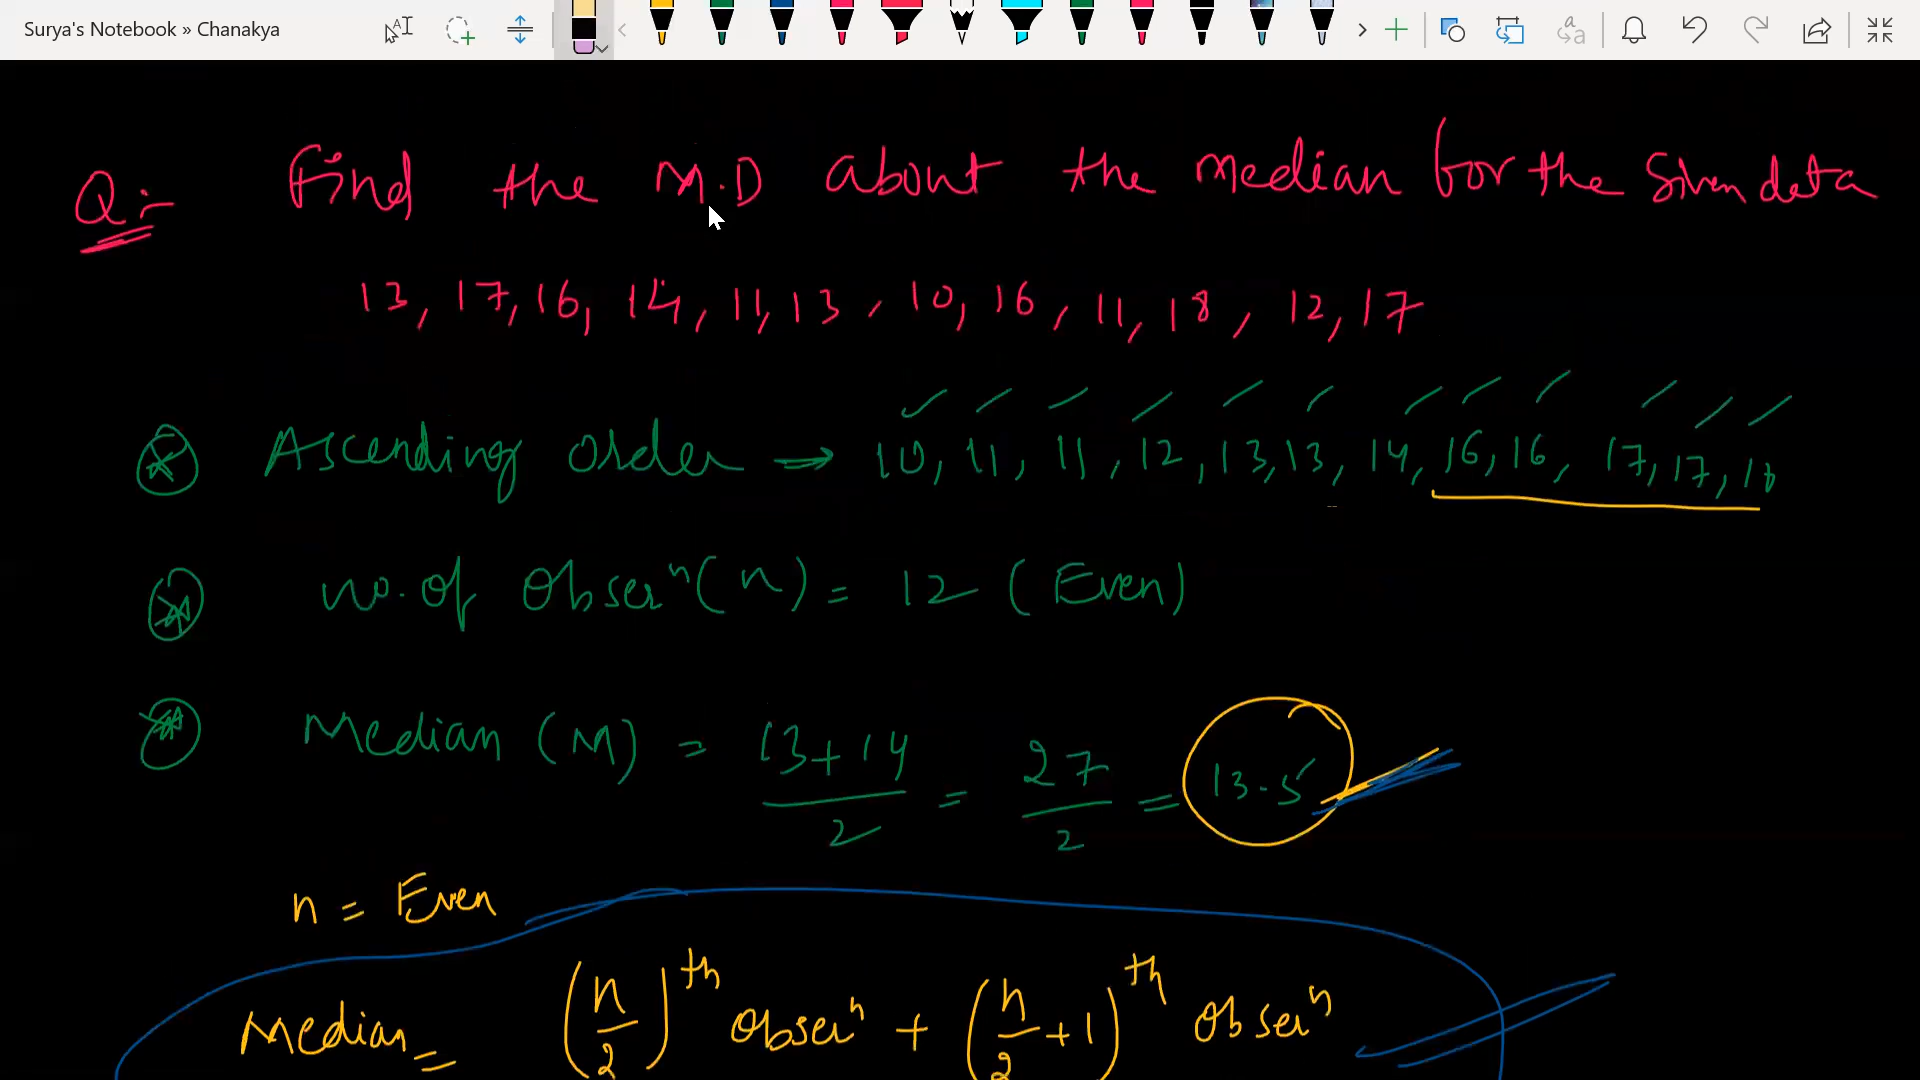 Surya's Notebook » Chanakya
Q:- Find the M.D about the Median for the Given data
13, 17, 16, 14, 11, 13, 10, 16, 11, 18, 12, 17
Ascending Order → 10, 11, 11, 12, 13, 13, 14, 16, 16, 17, 17, 18
no. of Obserⁿ (n) = 12 (Even)
Median (M) = 13+14/2 = 27/2 = 13.5
n = Even
Median = (n/2)th Obserⁿ + (n/2 + 1)th Obserⁿ